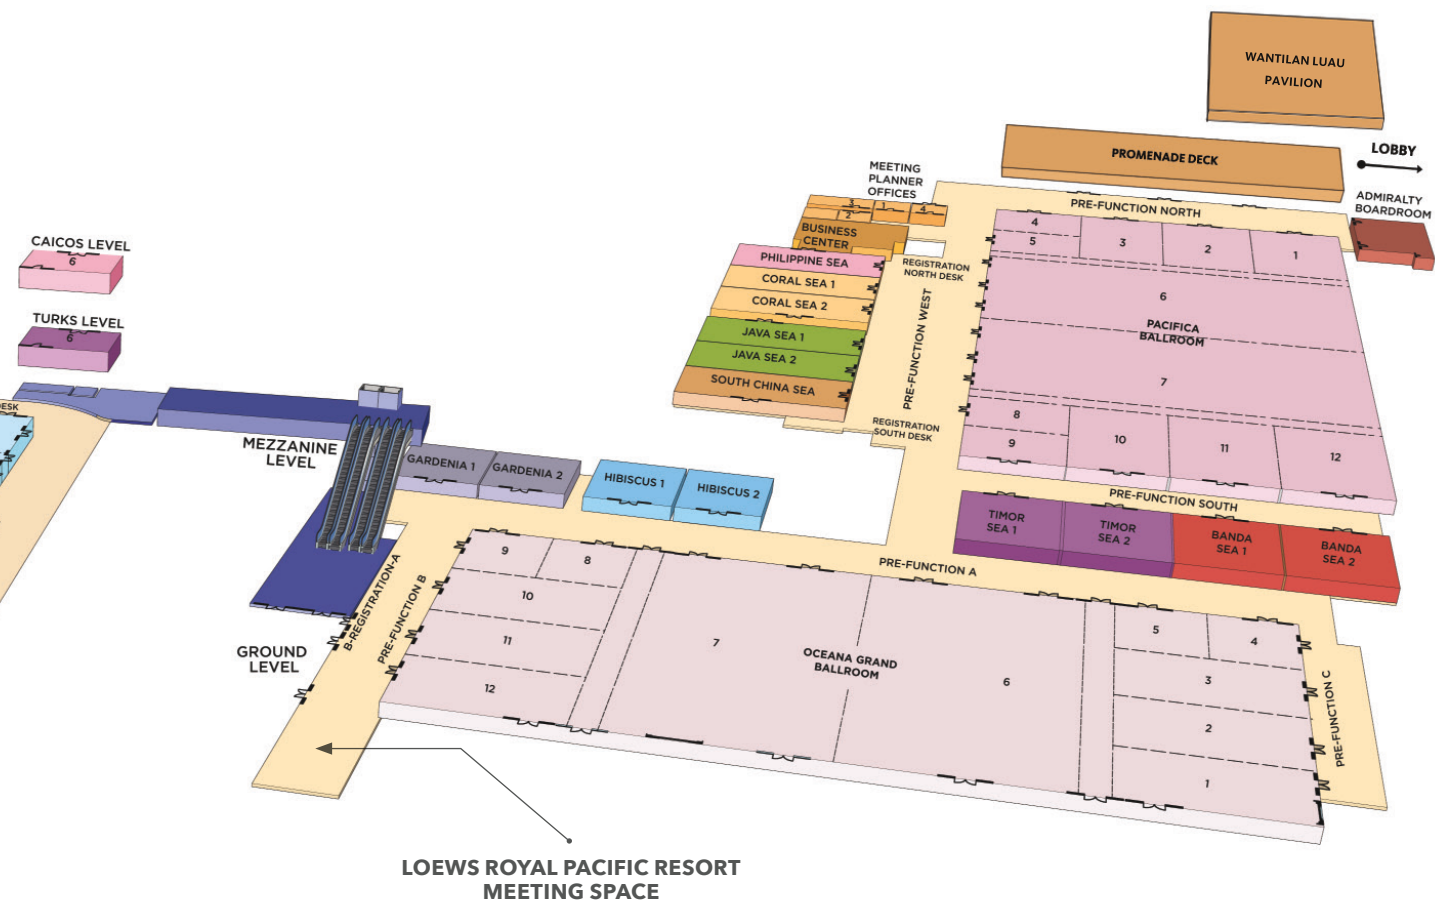 WANTILAN LUAU
PAVILION
PROMENADE DECK
LOBBY
ADMIRALTY
BOARDROOM
MEETING
PLANNER
OFFICES
3
1
4
2
BUSINESS
CENTER
PRE-FUNCTION NORTH
4
5
3
2
1
6
PACIFICA
BALLROOM
7
8
9
10
11
12
REGISTRATION
NORTH DESK
PRE-FUNCTION WEST
REGISTRATION
SOUTH DESK
PHILIPPINE SEA
CORAL SEA 1
CORAL SEA 2
JAVA SEA 1
JAVA SEA 2
SOUTH CHINA SEA
CAICOS LEVEL
6
TURKS LEVEL
6
DESK
MEZZANINE
LEVEL
GARDENIA 1
GARDENIA 2
HIBISCUS 1
HIBISCUS 2
PRE-FUNCTION SOUTH
TIMOR
SEA 1
TIMOR
SEA 2
BANDA
SEA 1
BANDA
SEA 2
PRE-FUNCTION A
B-REGISTRATION-A
PRE-FUNCTION B
GROUND
LEVEL
9
8
10
11
12
7
OCEANA GRAND
BALLROOM
6
5
4
3
2
1
PRE-FUNCTION C
LOEWS ROYAL PACIFIC RESORT
MEETING SPACE